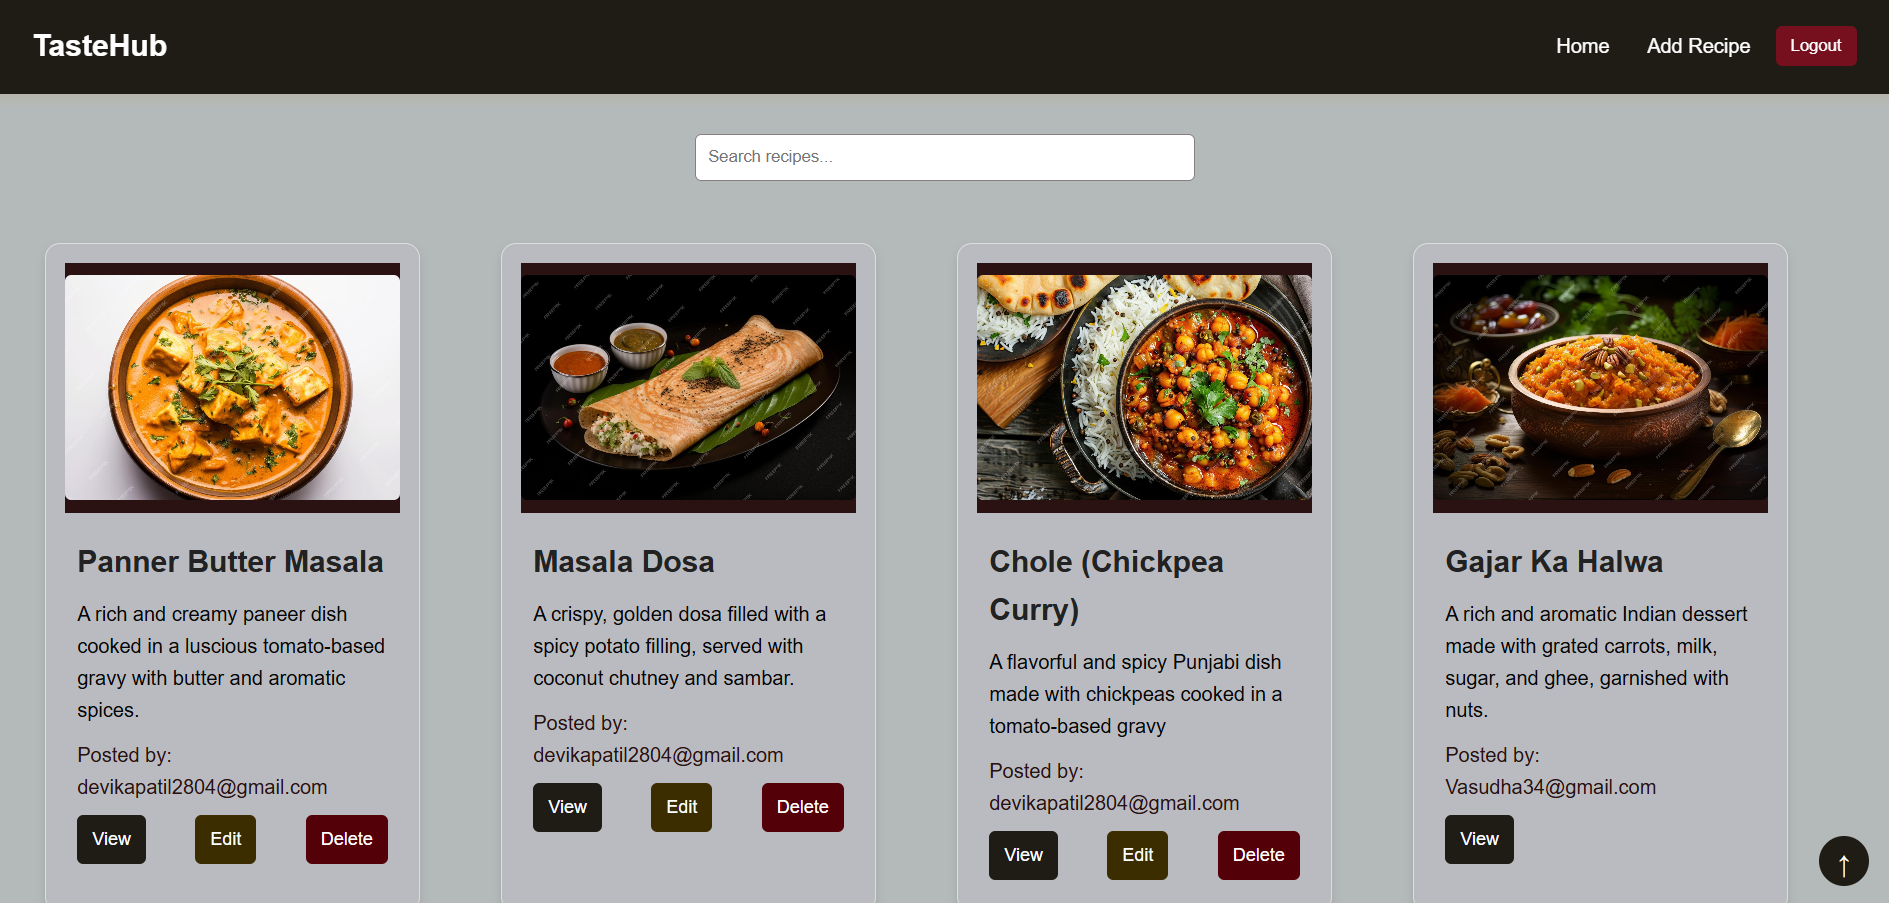 TasteHub
Home
Add Recipe
Logout
Search recipes...
Panner Butter Masala
A rich and creamy paneer dish
cooked in a luscious tomato-based
gravy with butter and aromatic
spices.
Posted by:
devikapatil2804@gmail.com
View
Edit
Delete
Masala Dosa
A crispy, golden dosa filled with a
spicy potato filling, served with
coconut chutney and sambar.
Posted by:
devikapatil2804@gmail.com
View
Edit
Delete
Chole (Chickpea
Curry)
A flavorful and spicy Punjabi dish
made with chickpeas cooked in a
tomato-based gravy
Posted by:
devikapatil2804@gmail.com
View
Edit
Delete
Gajar Ka Halwa
A rich and aromatic Indian dessert
made with grated carrots, milk,
sugar, and ghee, garnished with
nuts.
Posted by:
Vasudha34@gmail.com
View
↑